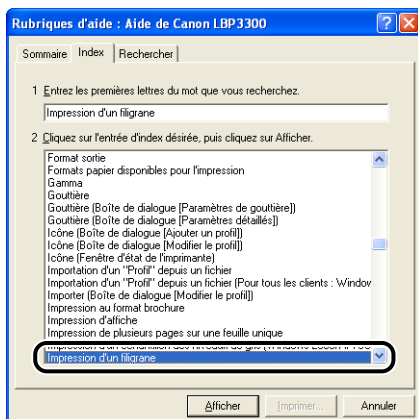 Rubriques d'aide : Aide de Canon LBP3300
Sommaire Index Rechercher
1 Entrez les premières lettres du mot que vous recherchez.
Impression d'un filigrane
2 Cliquez sur l'entrée d'index désirée, puis cliquez sur Afficher.
Format sortie
Formats papier disponibles pour l'impression
Gamma
Gouttière
Gouttière (Boîte de dialogue [Paramètres de gouttière])
Gouttière (Boîte de dialogue [Paramètres détaillés])
Icône (Boîte de dialogue [Ajouter un profil])
Icône (Boîte de dialogue [Modifier le profil])
Icône (Fenêtre d'état de l'imprimante)
Importation d'un "Profil" depuis un fichier
Importation d'un "Profil" depuis un fichier (Pour tous les clients : Window
Importer (Boîte de dialogue [Modifier le profil])
Impression au format brochure
Impression d'affiche
Impression de plusieurs pages sur une feuille unique
Impression d'un filigrane
Afficher Imprimer... Annuler